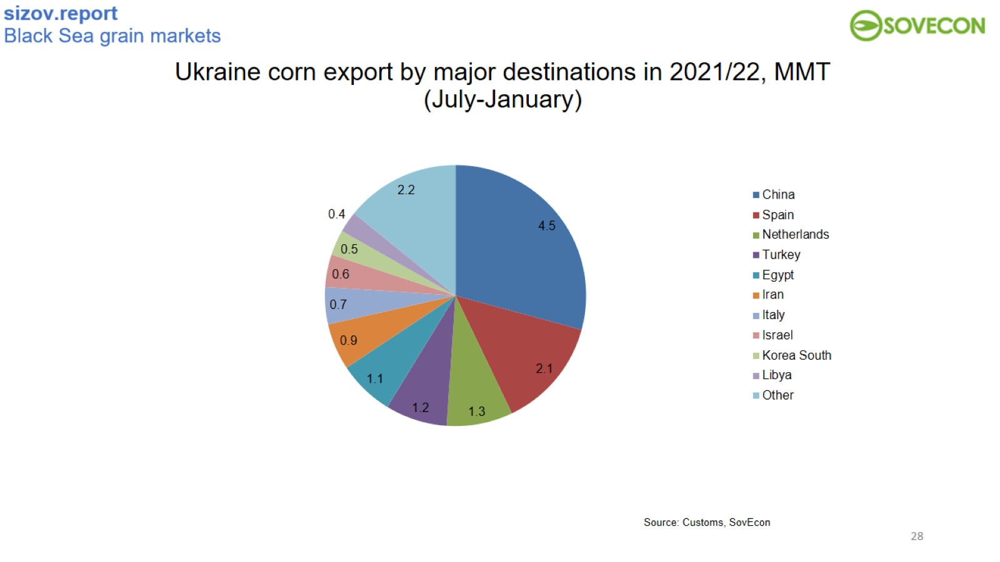 sizov.report
Black Sea grain markets
SOVECON
Ukraine corn export by major destinations in 2021/22, MMT
(July-January)
2.2
4.5
0.4
0.5
0.6
0.7
0.9
1.1
1.2
1.3
2.1
China
Spain
Netherlands
Turkey
Egypt
Iran
Italy
Israel
Korea South
Libya
Other
Source: Customs, SovEcon
28